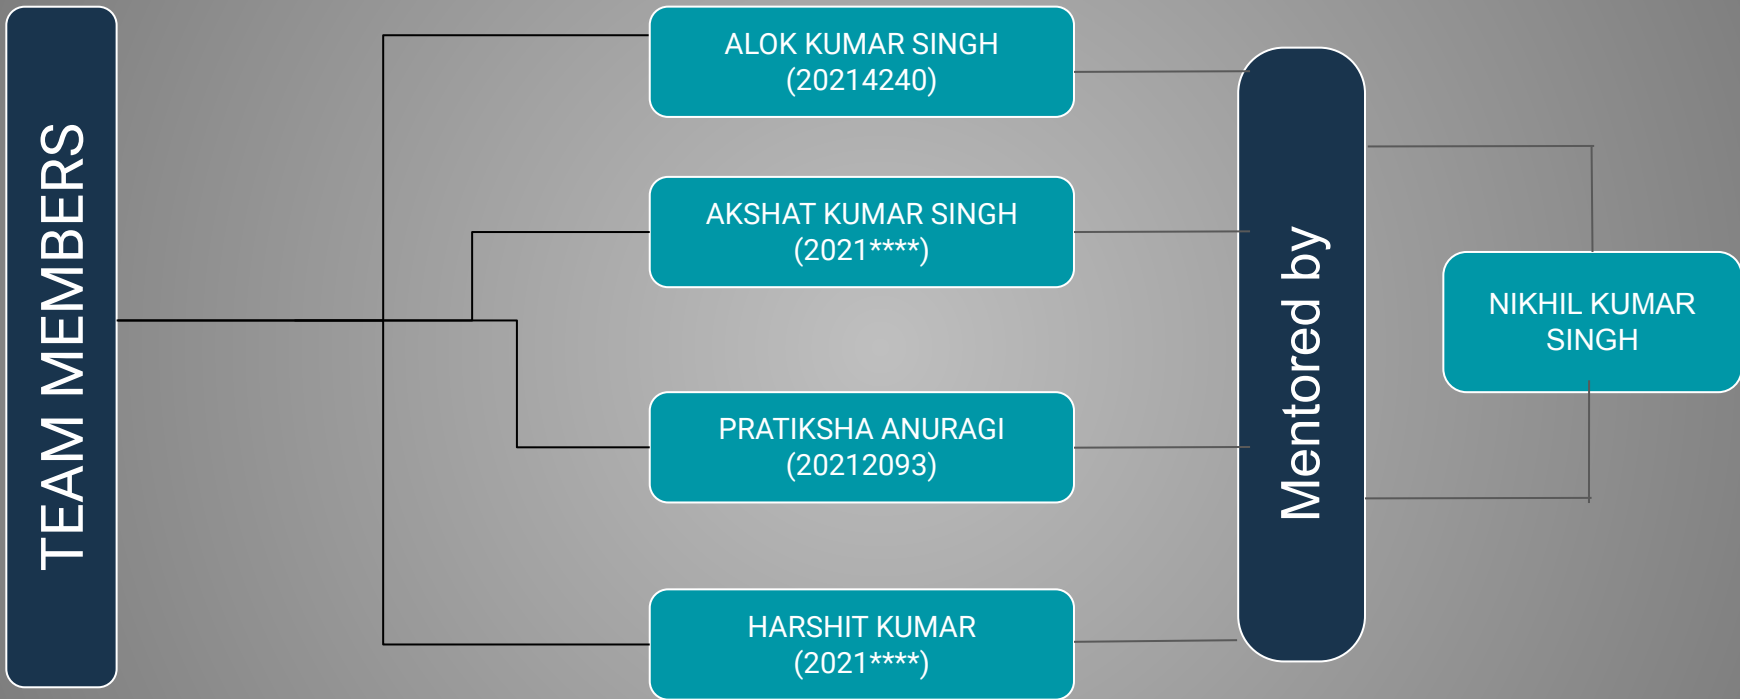 TEAM MEMBERS
ALOK KUMAR SINGH
(20214240)
AKSHAT KUMAR SINGH
(2021****)
PRATIKSHA ANURAGI
(20212093)
HARSHIT KUMAR
(2021****)
Mentored by
NIKHIL KUMAR
SINGH